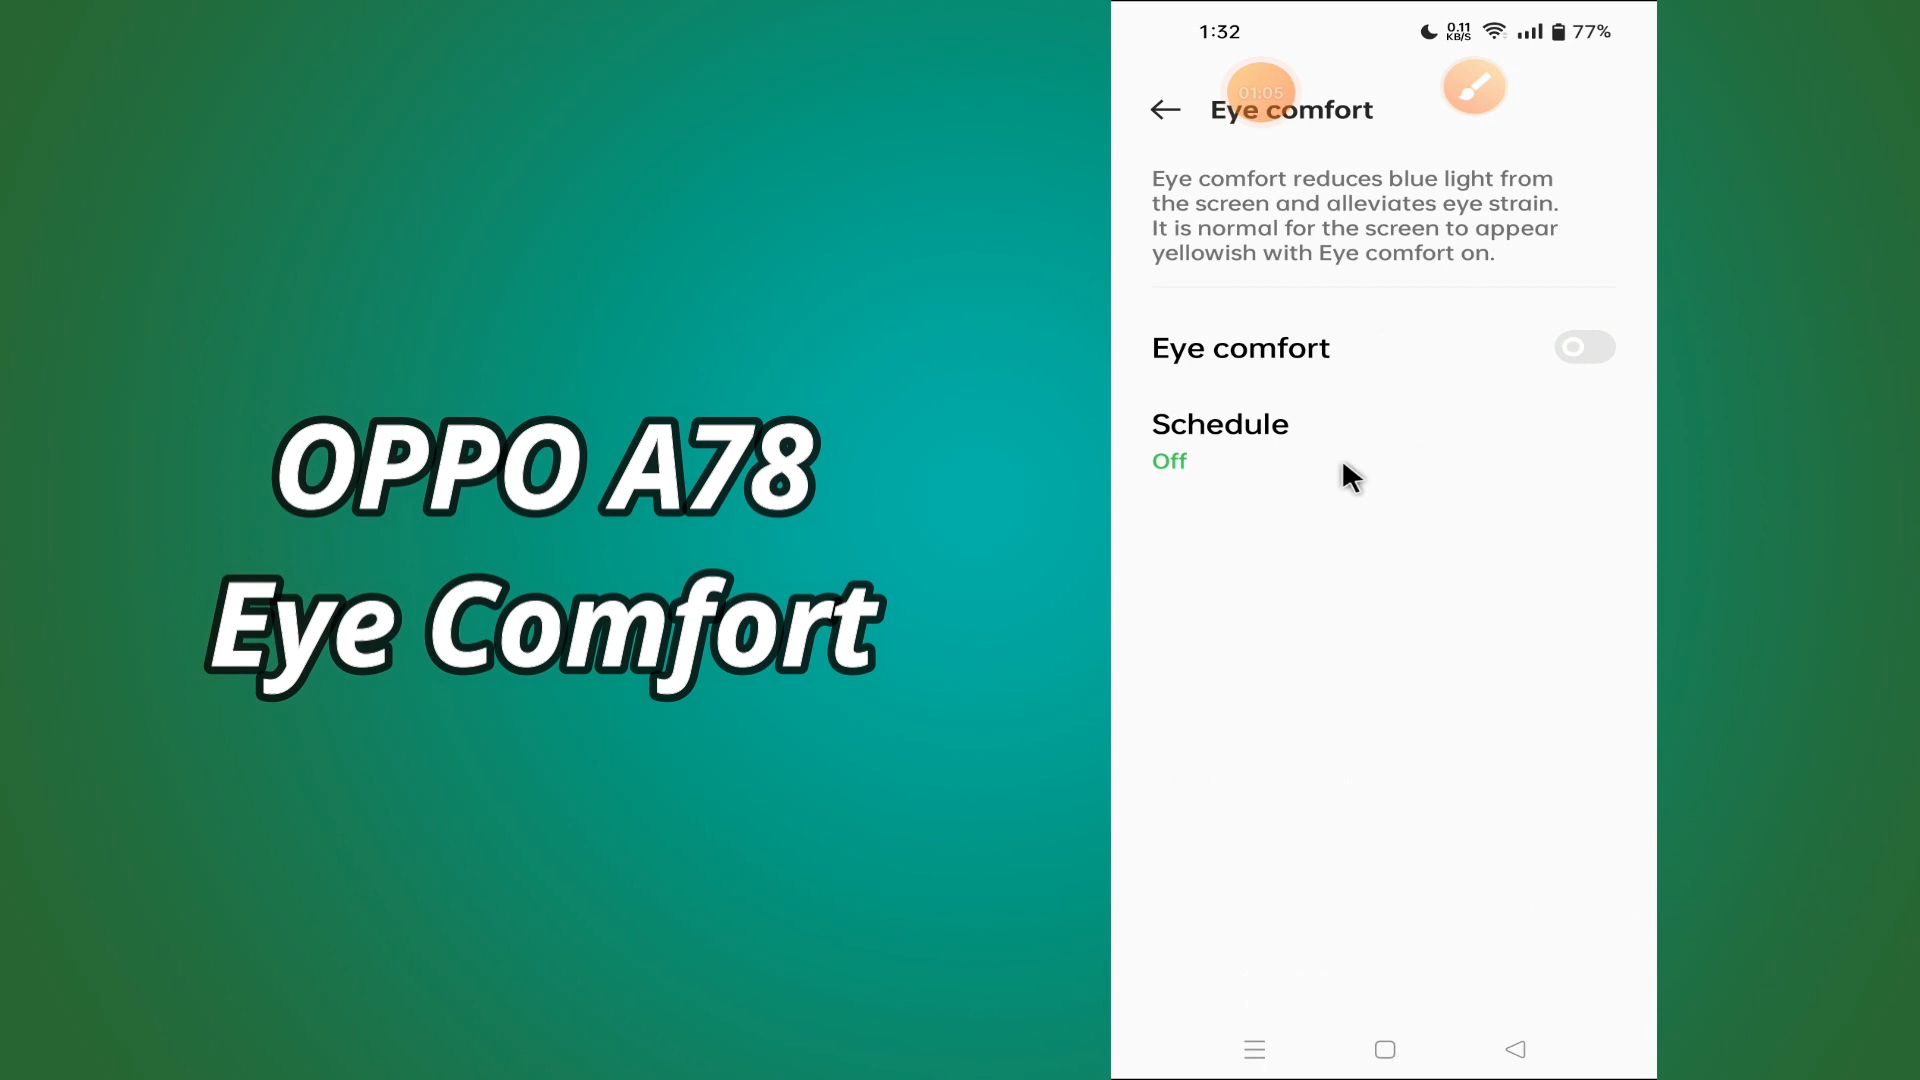 OPPO A78
Eye Comfort
1:32
0.11
KB/S
77%
01:05
Eye comfort
Eye comfort reduces blue light from
the screen and alleviates eye strain.
It is normal for the screen to appear
yellowish with Eye comfort on.
Eye comfort
Schedule
Off